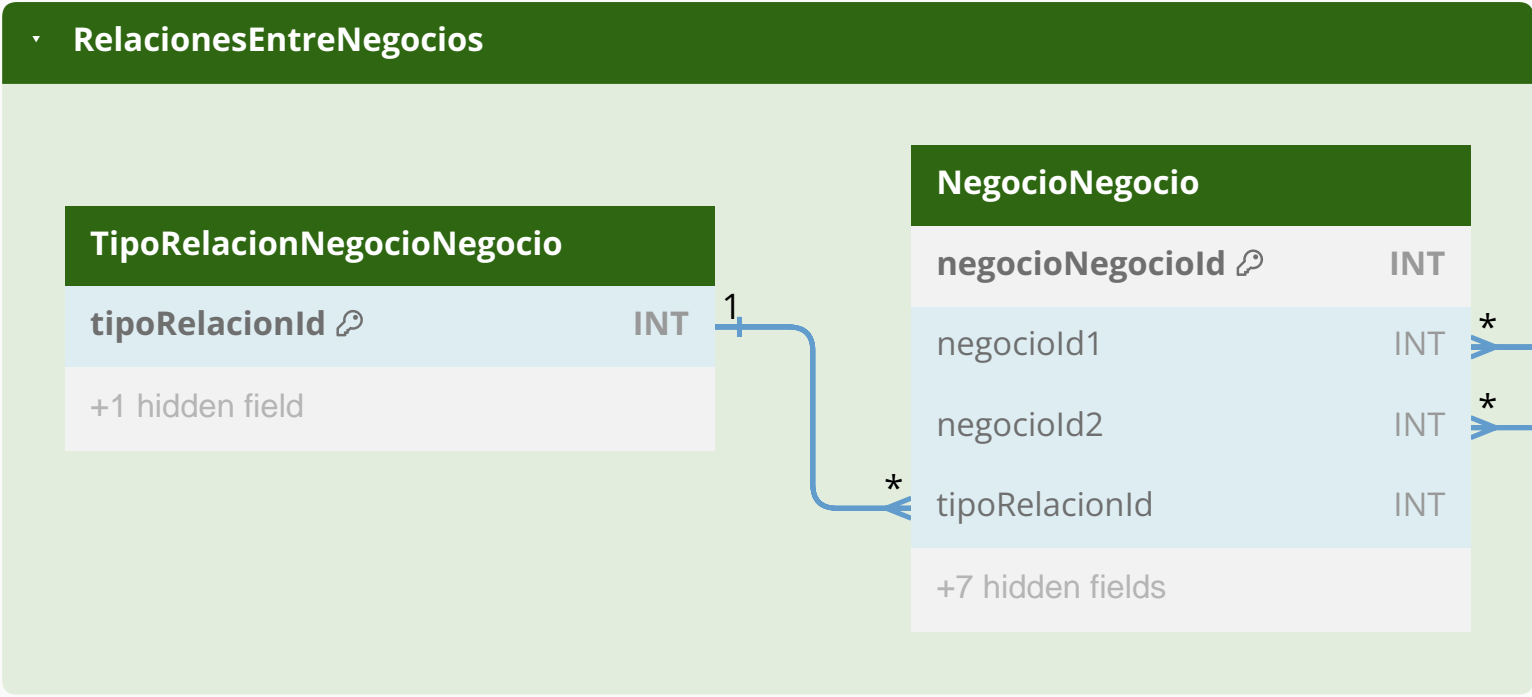 RelacionesEntreNegocios
TipoRelacionNegocioNegocio
tipoRelacionId INT
+1 hidden field
1
*
NegocioNegocio
negocioNegocioId INT
negocioId1 INT
*
negocioId2 INT
*
tipoRelacionId INT
+7 hidden fields